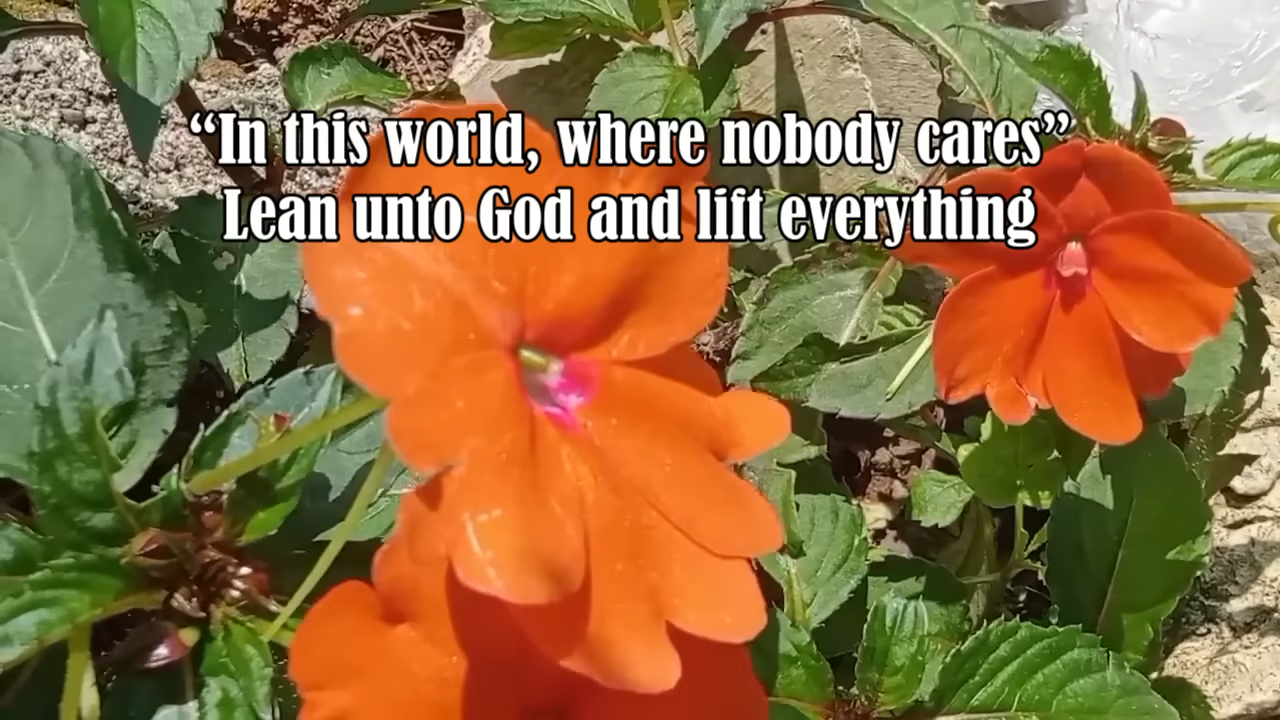 “In this world, where nobody cares”
Lean unto God and lift everything